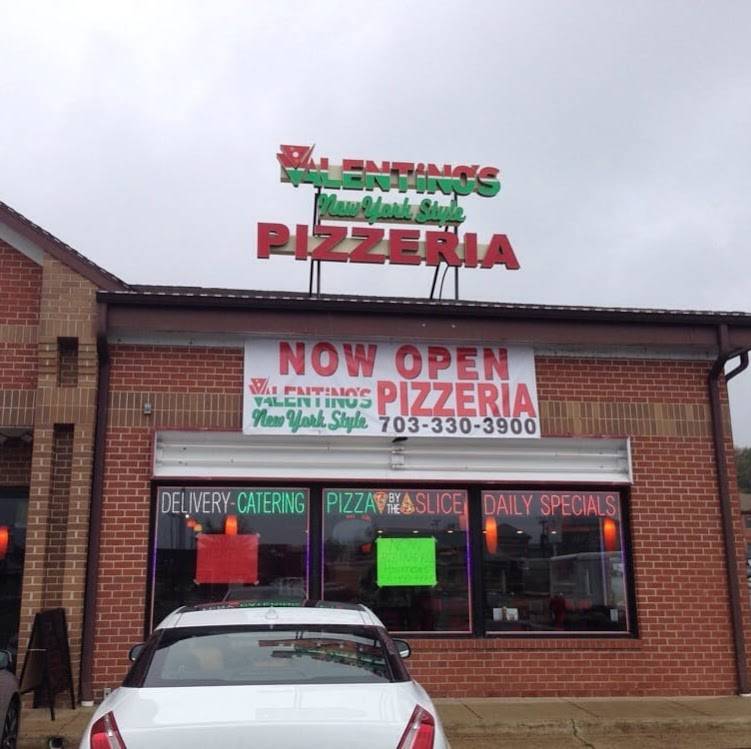 VALENTINO'S
New York Style
PIZZERIA
NOW OPEN
VALENTINO'S PIZZERIA
New York Style 703-330-3900
DELIVERY-CATERING PIZZA BY THE SLICE DAILY SPECIALS